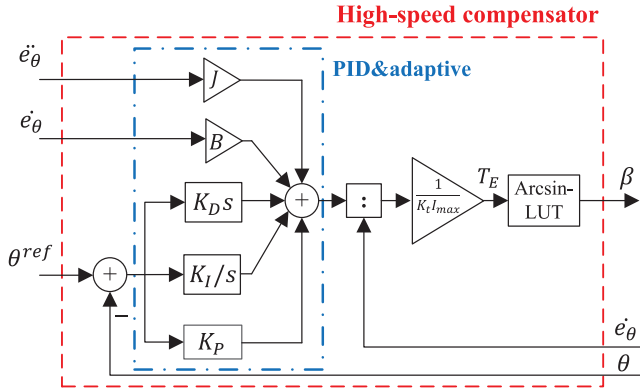 High-speed compensator
PID&adaptive
ë_θ
ė_θ
J
B
K_D s
θ^ref
+
−
K_I/s
K_P
+
:
1/(K_t I_max)
T_E
Arcsin-
LUT
β
ė_θ
θ